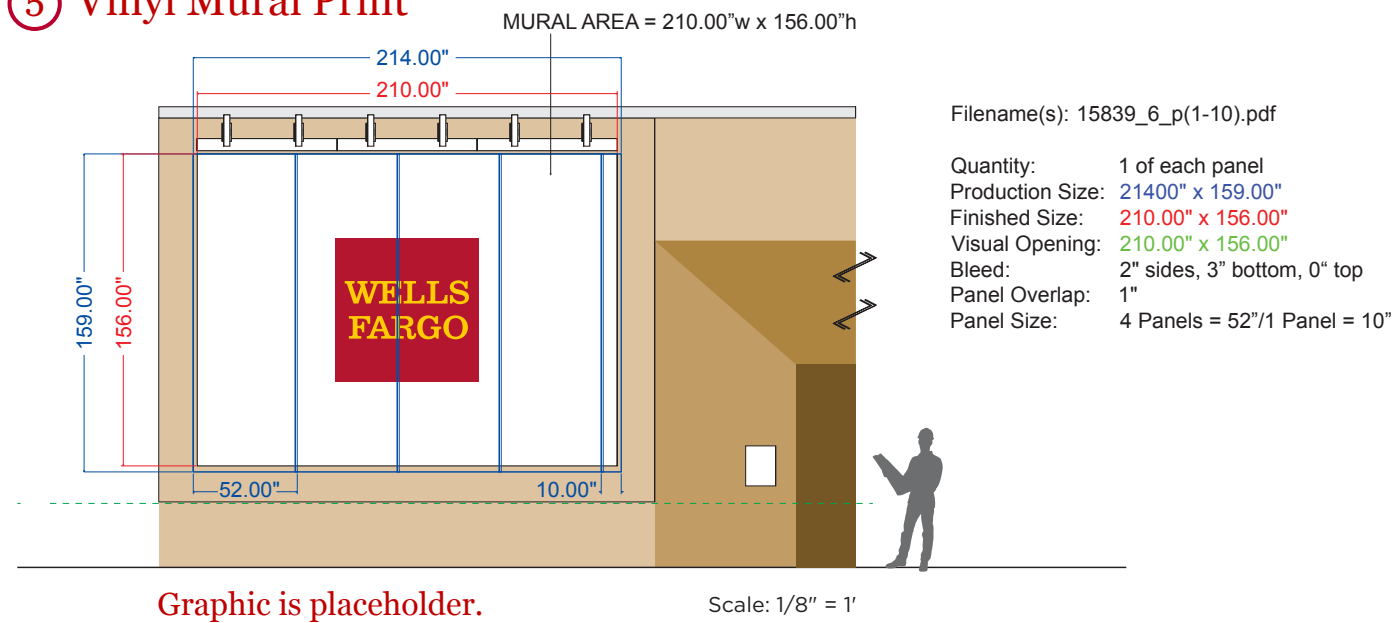 5 Vinyl Mural Print
MURAL AREA = 210.00”w x 156.00”h
214.00"
210.00"
159.00"
156.00"
WELLS
FARGO
52.00"
10.00"
Filename(s): 15839_6_p(1-10).pdf
Quantity: 1 of each panel
Production Size: 21400" x 159.00"
Finished Size: 210.00" x 156.00"
Visual Opening: 210.00" x 156.00"
Bleed: 2" sides, 3” bottom, 0“ top
Panel Overlap: 1"
Panel Size: 4 Panels = 52”/1 Panel = 10”
Graphic is placeholder.
Scale: 1/8" = 1'